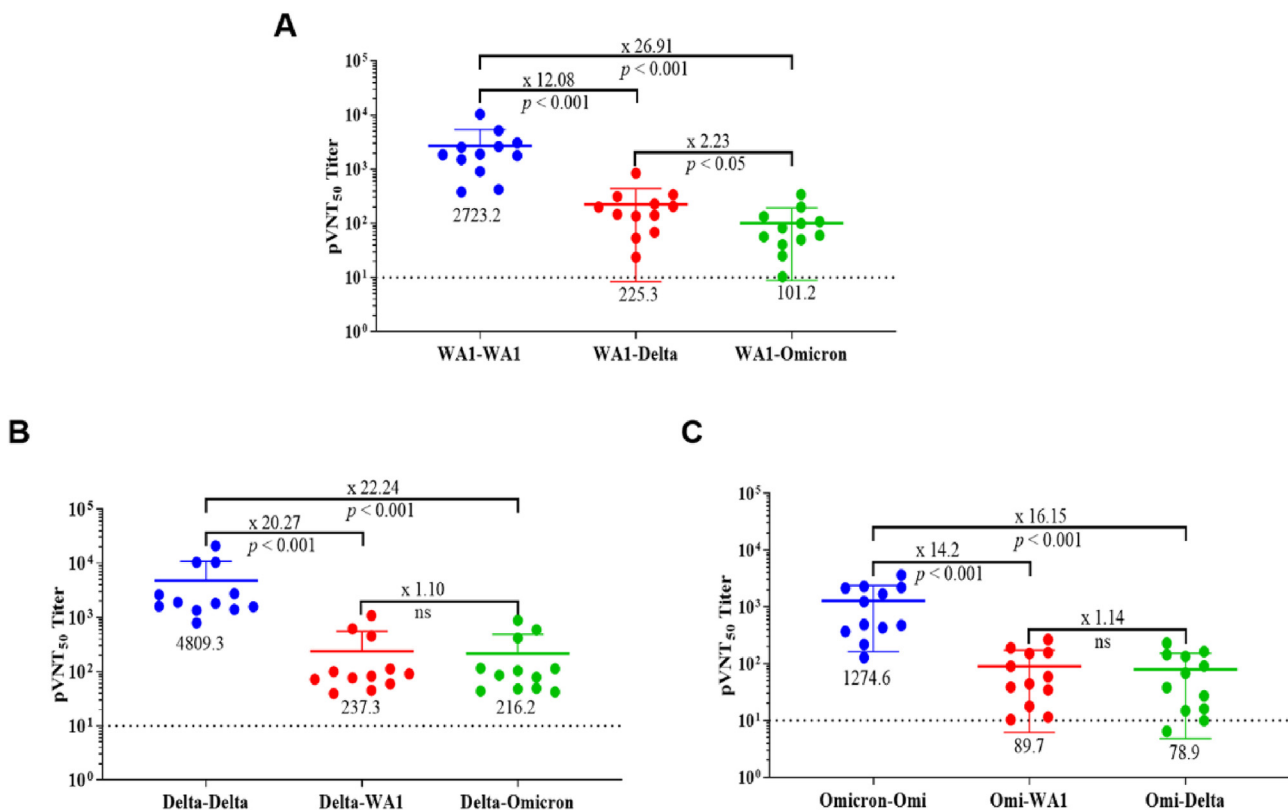 A
x 26.91
p < 0.001
x 12.08
p < 0.001
x 2.23
p < 0.05
pVNT50 Titer
10^5
10^4
10^3
10^2
10^1
10^0
2723.2
225.3
101.2
WA1-WA1 WA1-Delta WA1-Omicron
B
x 22.24
p < 0.001
x 20.27
p < 0.001
x 1.10
ns
pVNT50 Titer
10^5
10^4
10^3
10^2
10^1
10^0
4809.3
237.3
216.2
Delta-Delta Delta-WA1 Delta-Omicron
C
x 16.15
p < 0.001
x 14.2
p < 0.001
x 1.14
ns
pVNT50 Titer
10^5
10^4
10^3
10^2
10^1
10^0
1274.6
89.7
78.9
Omicron-Omi Omi-WA1 Omi-Delta